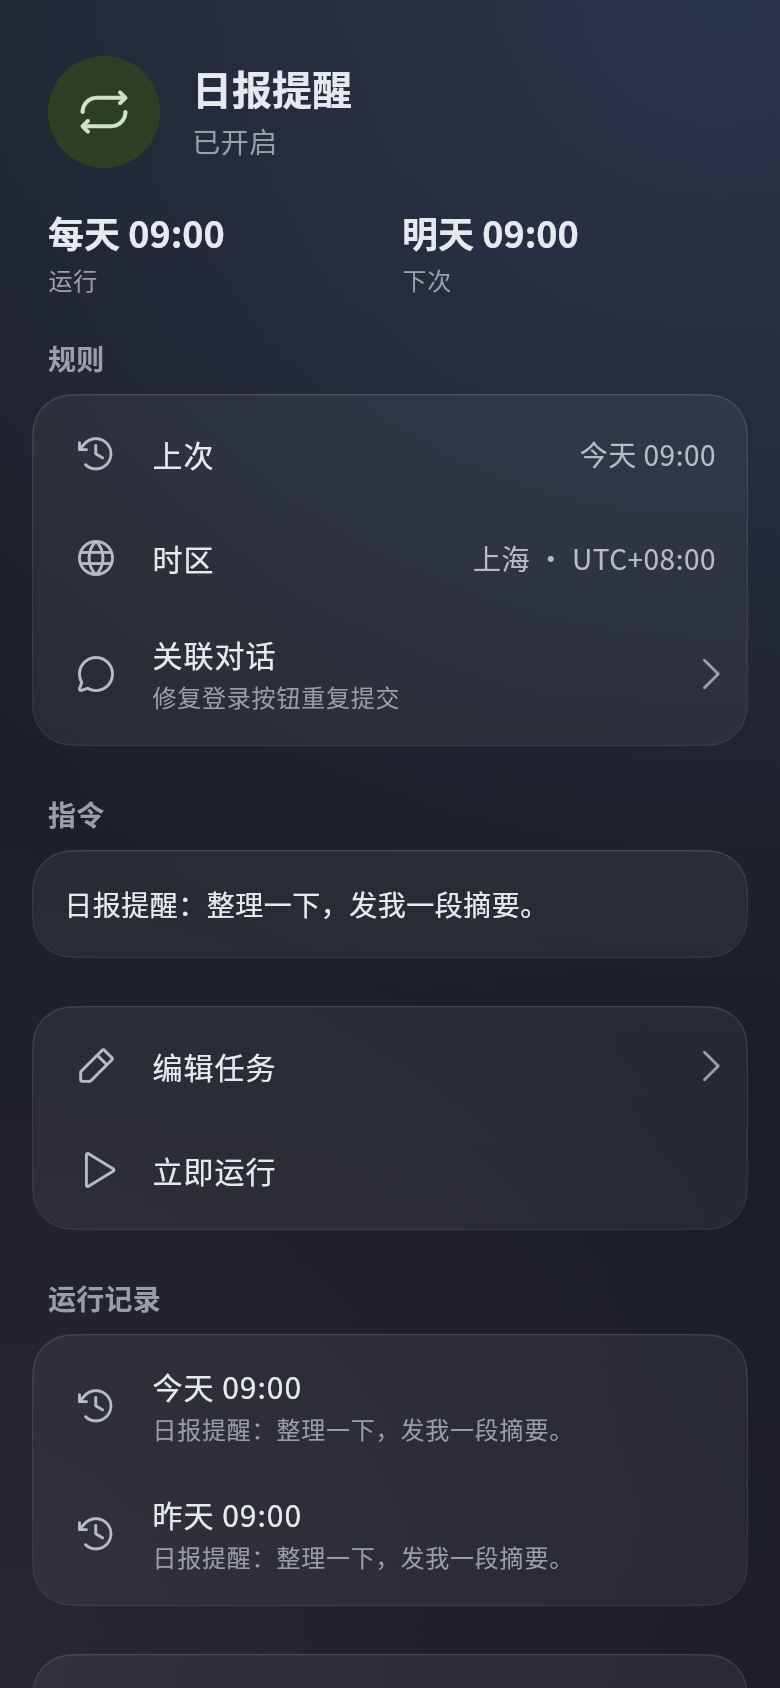 日报提醒
已开启
每天 09:00
运行
明天 09:00
下次
规则
上次
今天 09:00
时区
上海 · UTC+08:00
关联对话
修复登录按钮重复提交
指令
日报提醒：整理一下，发我一段摘要。
编辑任务
立即运行
运行记录
今天 09:00
日报提醒：整理一下，发我一段摘要。
昨天 09:00
日报提醒：整理一下，发我一段摘要。